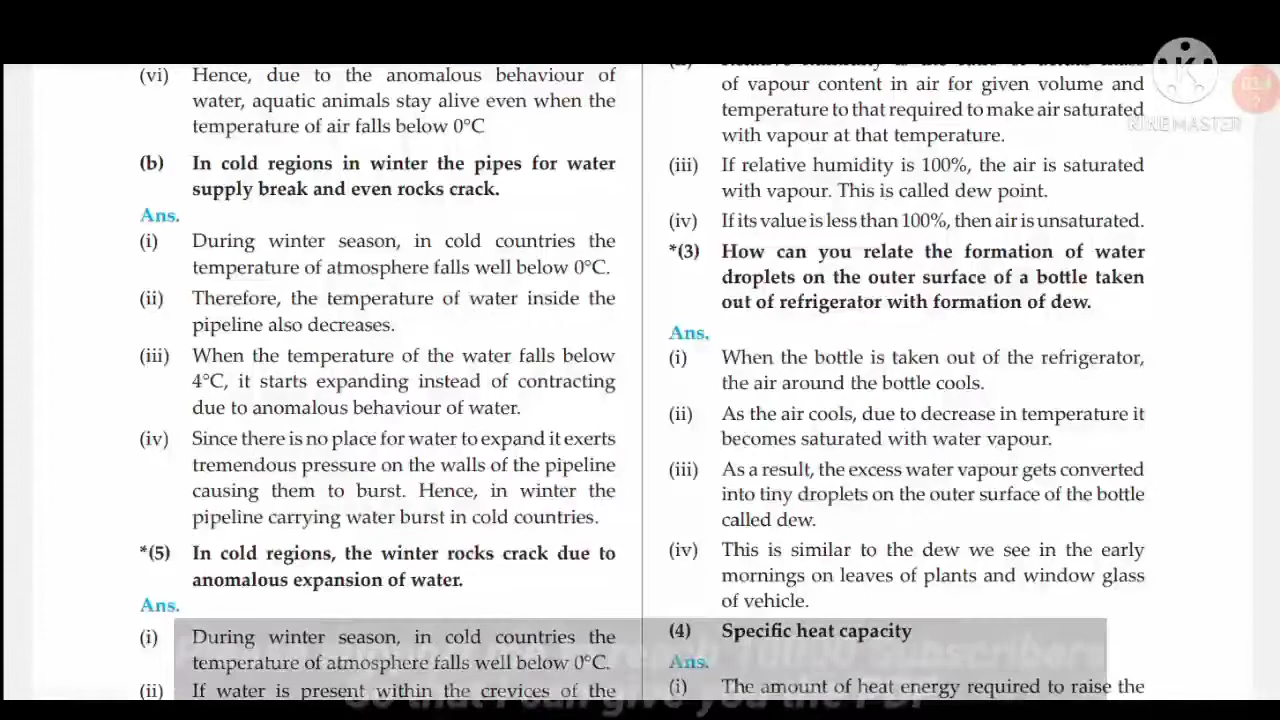 (vi) Hence, due to the anomalous behaviour of
water, aquatic animals stay alive even when the
temperature of air falls below 0°C
(b) In cold regions in winter the pipes for water
supply break and even rocks crack.
Ans.
(i) During winter season, in cold countries the
temperature of atmosphere falls well below 0°C.
(ii) Therefore, the temperature of water inside the
pipeline also decreases.
(iii) When the temperature of the water falls below
4°C, it starts expanding instead of contracting
due to anomalous behaviour of water.
(iv) Since there is no place for water to expand it exerts
tremendous pressure on the walls of the pipeline
causing them to burst. Hence, in winter the
pipeline carrying water burst in cold countries.
*(5) In cold regions, the winter rocks crack due to
anomalous expansion of water.
Ans.
(i) During winter season, in cold countries the
temperature of atmosphere falls well below 0°C.
(ii) If water is present within the crevices of the
of vapour content in air for given volume and
temperature to that required to make air saturated
with vapour at that temperature.
(iii) If relative humidity is 100%, the air is saturated
with vapour. This is called dew point.
(iv) If its value is less than 100%, then air is unsaturated.
*(3) How can you relate the formation of water
droplets on the outer surface of a bottle taken
out of refrigerator with formation of dew.
Ans.
(i) When the bottle is taken out of the refrigerator,
the air around the bottle cools.
(ii) As the air cools, due to decrease in temperature it
becomes saturated with water vapour.
(iii) As a result, the excess water vapour gets converted
into tiny droplets on the outer surface of the bottle
called dew.
(iv) This is similar to the dew we see in the early
mornings on leaves of plants and window glass
of vehicle.
(4) Specific heat capacity
Ans.
(i) The amount of heat energy required to raise the
KINEMASTER
subscribers
so that I can give you the PDF